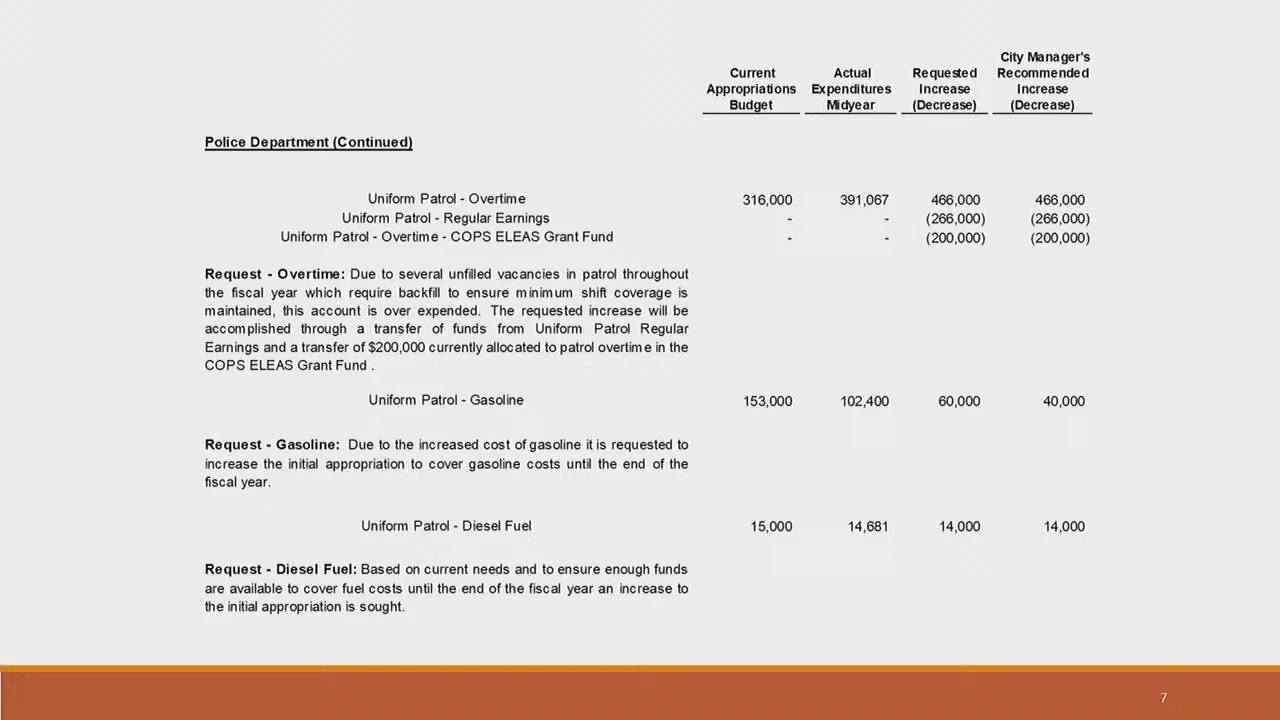 City Manager's
Current Actual Requested Recommended
Appropriations Expenditures Increase Increase
Budget Midyear (Decrease) (Decrease)
Police Department (Continued)
Uniform Patrol - Overtime 316,000 391,067 466,000 466,000
Uniform Patrol - Regular Earnings - - (266,000) (266,000)
Uniform Patrol - Overtime - COPS ELEAS Grant Fund - - (200,000) (200,000)
Request - Overtime: Due to several unfilled vacancies in patrol throughout
the fiscal year which require backfill to ensure minimum shift coverage is
maintained, this account is over expended. The requested increase will be
accomplished through a transfer of funds from Uniform Patrol Regular
Earnings and a transfer of $200,000 currently allocated to patrol overtime in the
COPS ELEAS Grant Fund .
Uniform Patrol - Gasoline 153,000 102,400 60,000 40,000
Request - Gasoline: Due to the increased cost of gasoline it is requested to
increase the initial appropriation to cover gasoline costs until the end of the
fiscal year.
Uniform Patrol - Diesel Fuel 15,000 14,681 14,000 14,000
Request - Diesel Fuel: Based on current needs and to ensure enough funds
are available to cover fuel costs until the end of the fiscal year an increase to
the initial appropriation is sought.
7